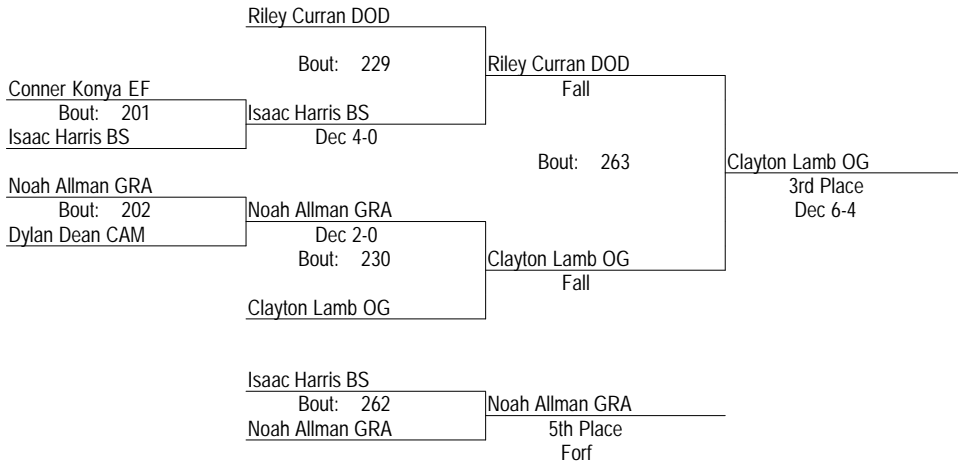 Riley Curran DOD
Bout: 229
Riley Curran DOD
Fall
Conner Konya EF
Bout: 201
Isaac Harris BS
Isaac Harris BS
Dec 4-0
Bout: 263
Clayton Lamb OG
3rd Place
Dec 6-4
Noah Allman GRA
Bout: 202
Noah Allman GRA
Dylan Dean CAM
Dec 2-0
Bout: 230
Clayton Lamb OG
Fall
Clayton Lamb OG
Isaac Harris BS
Bout: 262
Noah Allman GRA
Noah Allman GRA
5th Place
Forf